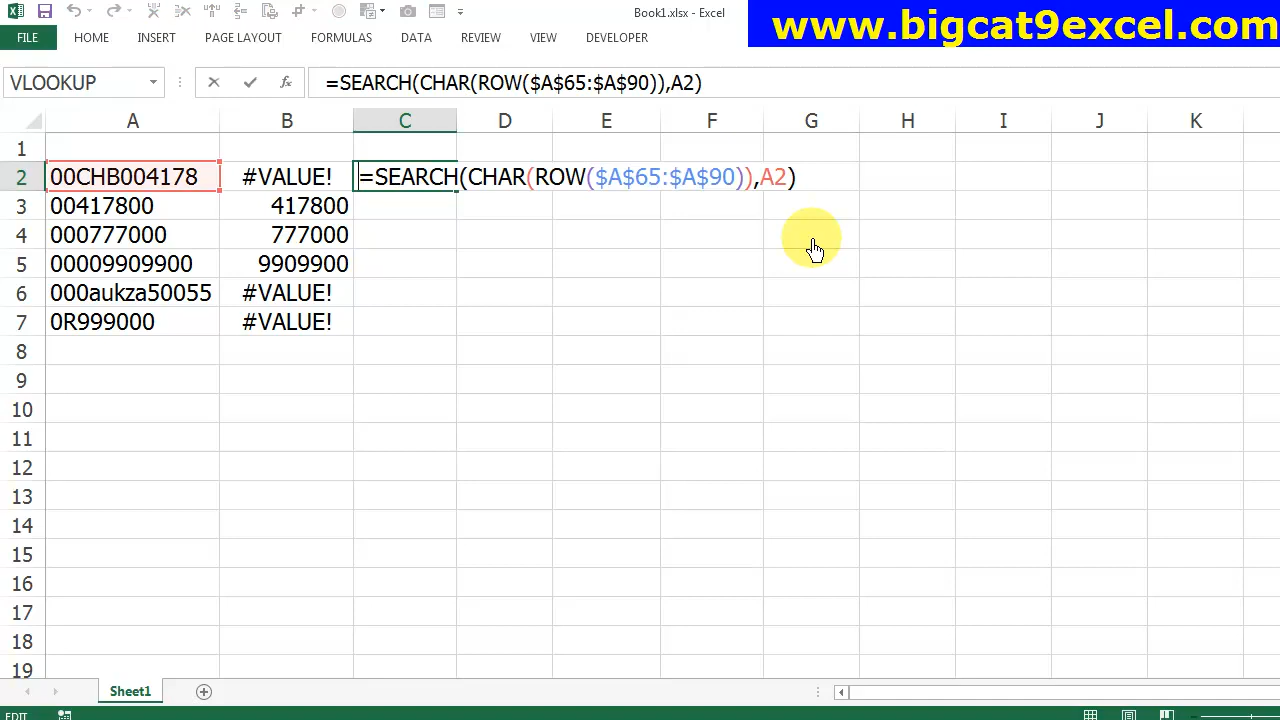 Book1.xlsx - Excel
www.bigcat9excel.com
FILE HOME INSERT PAGE LAYOUT FORMULAS DATA REVIEW VIEW DEVELOPER
VLOOKUP fx =SEARCH(CHAR(ROW($A$65:$A$90)),A2)
A B C D E F G H I J K
1
2 00CHB004178 #VALUE! =SEARCH(CHAR(ROW($A$65:$A$90)),A2)
3 00417800 417800
4 000777000 777000
5 00009909900 9909900
6 000aukza50055 #VALUE!
7 0R999000 #VALUE!
8
9
10
11
12
13
14
15
16
17
18
19
Sheet1
EDIT